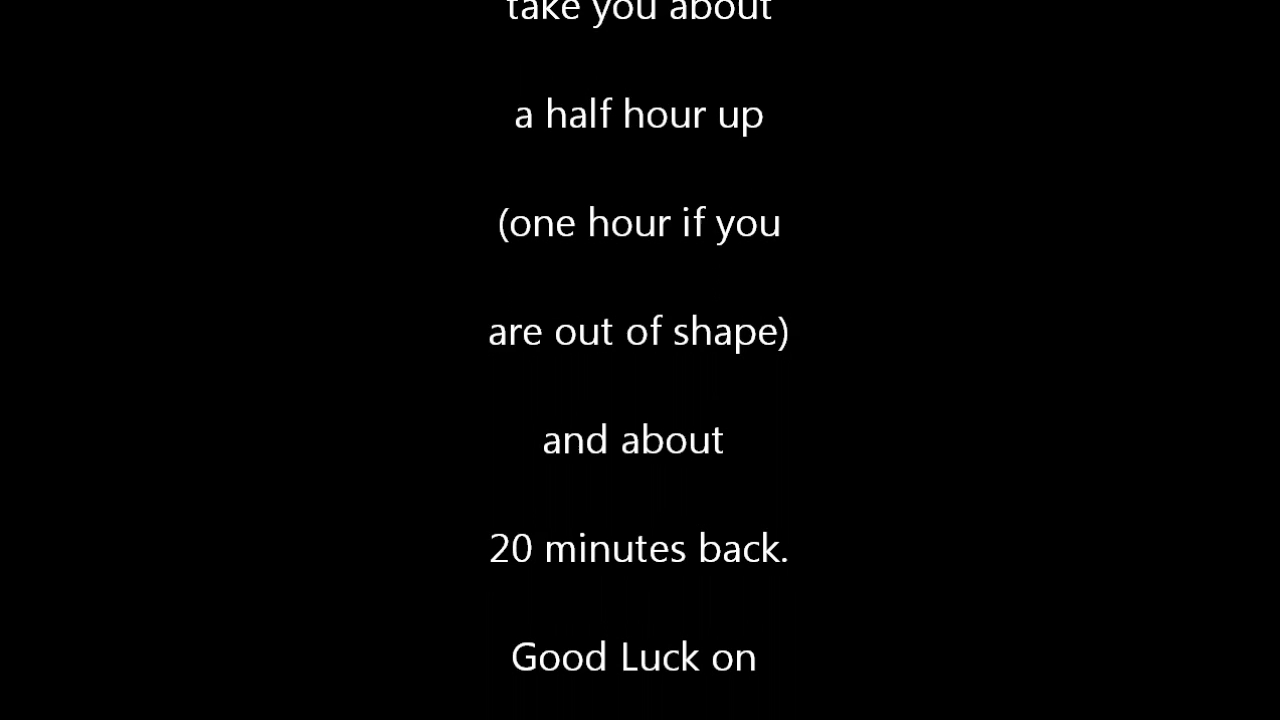 take you about
a half hour up
(one hour if you
are out of shape)
and about
20 minutes back.
Good Luck on